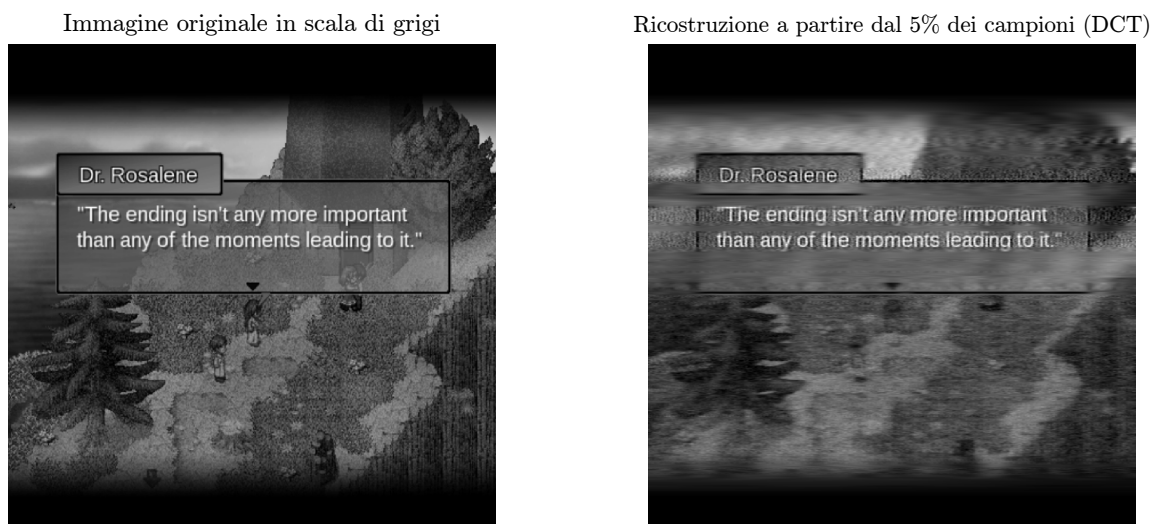 Immagine originale in scala di grigi
Ricostruzione a partire dal 5% dei campioni (DCT)
Dr. Rosalene
"The ending isn't any more important
than any of the moments leading to it."
Dr. Rosalene
"The ending isn't any more important
than any of the moments leading to it."